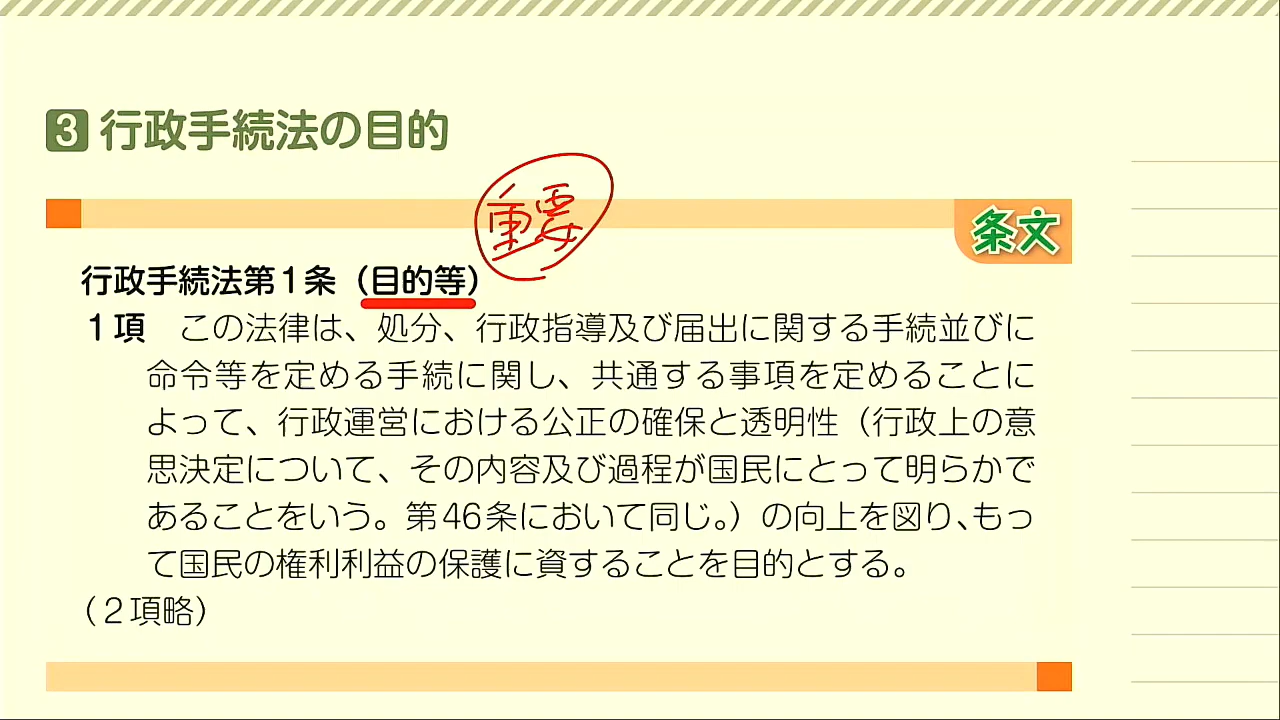 3 行政手続法の目的
重要
条文
行政手続法第1条（目的等）
1項　この法律は、処分、行政指導及び届出に関する手続並びに
命令等を定める手続に関し、共通する事項を定めることに
よって、行政運営における公正の確保と透明性（行政上の意
思決定について、その内容及び過程が国民にとって明らかで
あることをいう。第46条において同じ。）の向上を図り、もっ
て国民の権利利益の保護に資することを目的とする。
（2項略）